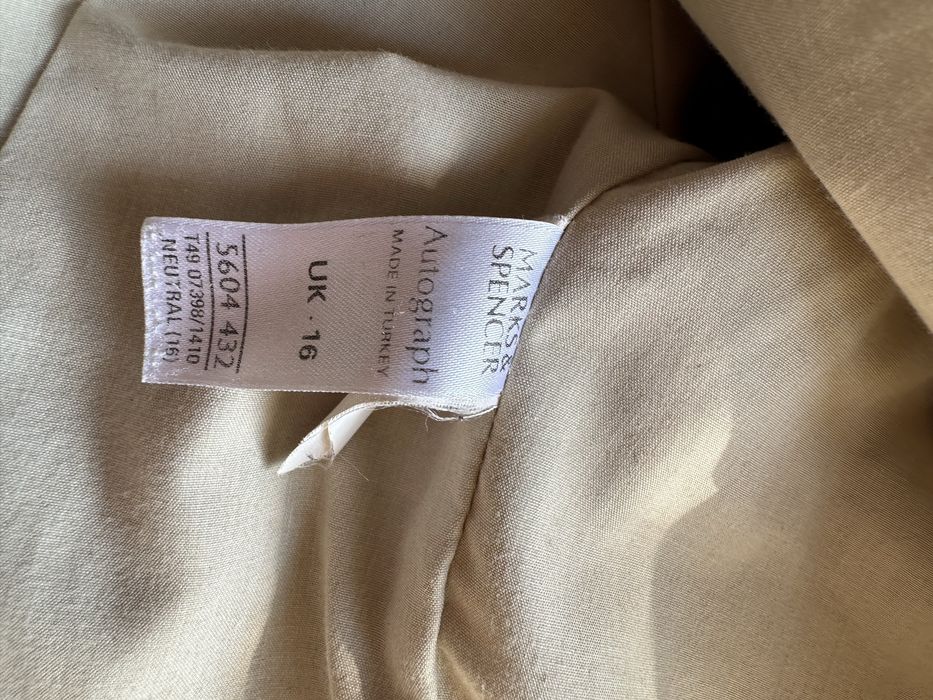 MARKS &
SPENCER
Autograph
MADE IN TURKEY
UK · 16
5604 432
T49 07398/1410
NEUTRAL (16)